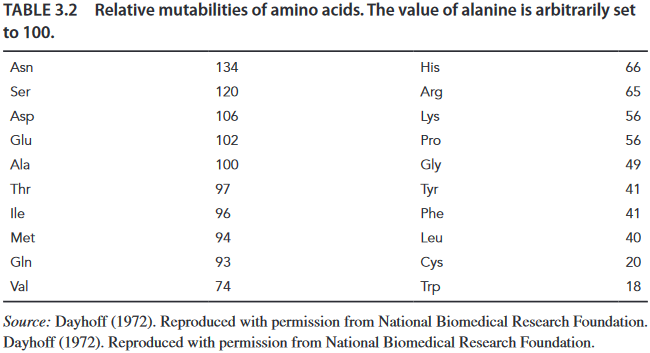 TABLE 3.2 Relative mutabilities of amino acids. The value of alanine is arbitrarily set
to 100.
Asn 134 His 66
Ser 120 Arg 65
Asp 106 Lys 56
Glu 102 Pro 56
Ala 100 Gly 49
Thr 97 Tyr 41
Ile 96 Phe 41
Met 94 Leu 40
Gln 93 Cys 20
Val 74 Trp 18
Source: Dayhoff (1972). Reproduced with permission from National Biomedical Research Foundation.
Dayhoff (1972). Reproduced with permission from National Biomedical Research Foundation.